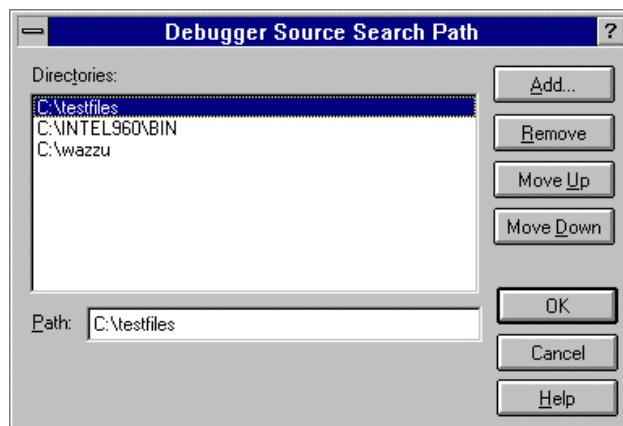 Debugger Source Search Path
?
Directories:
C:\testfiles
C:\INTEL960\BIN
C:\wazzu
Path:
C:\testfiles
Add...
Remove
Move Up
Move Down
OK
Cancel
Help